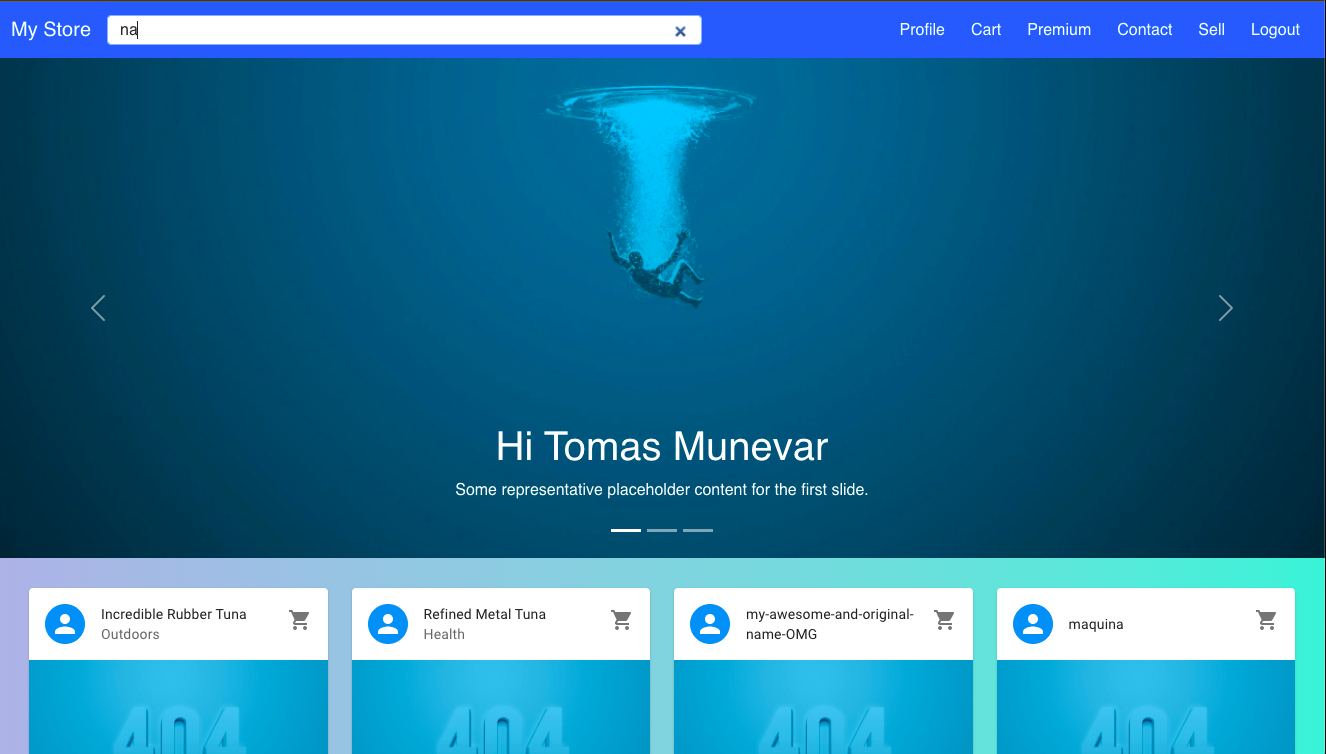 My Store
na
Profile
Cart
Premium
Contact
Sell
Logout
Hi Tomas Munevar
Some representative placeholder content for the first slide.
Incredible Rubber Tuna
Outdoors
Refined Metal Tuna
Health
my-awesome-and-original-
name-OMG
maquina
404
404
404
404